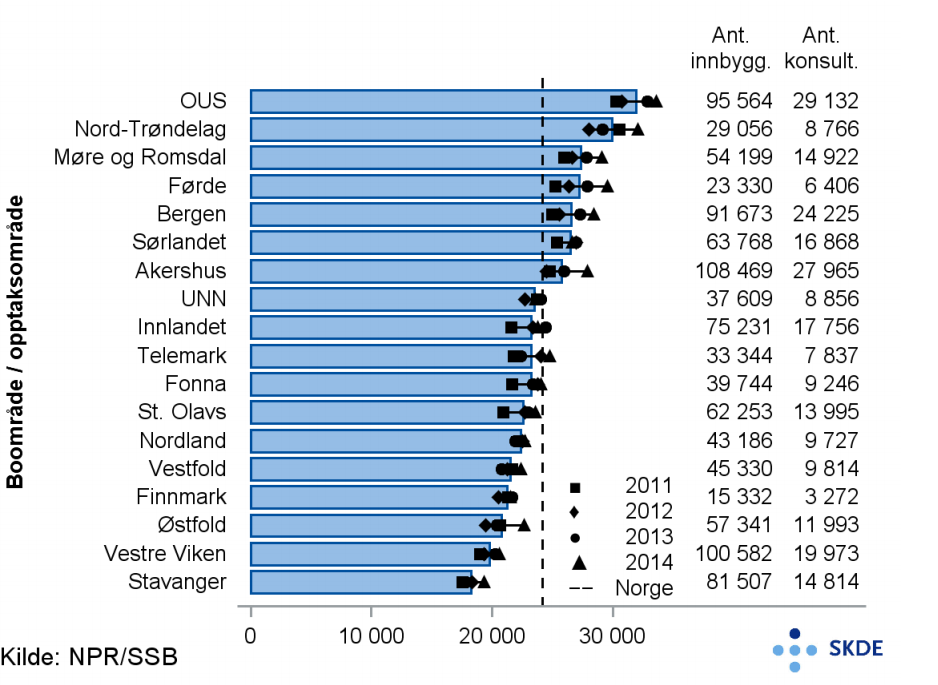 Ant. Ant.
innbygg. konsult.
OUS 95 564 29 132
Nord-Trøndelag 29 056 8 766
Møre og Romsdal 54 199 14 922
Førde 23 330 6 406
Bergen 91 673 24 225
Sørlandet 63 768 16 868
Akershus 108 469 27 965
UNN 37 609 8 856
Innlandet 75 231 17 756
Telemark 33 344 7 837
Fonna 39 744 9 246
St. Olavs 62 253 13 995
Nordland 43 186 9 727
Vestfold 45 330 9 814
Finnmark 15 332 3 272
Østfold 57 341 11 993
Vestre Viken 100 582 19 973
Stavanger 81 507 14 814
Boområde / opptaksområde
2011
2012
2013
2014
Norge
0 10 000 20 000 30 000
Kilde: NPR/SSB
SKDE